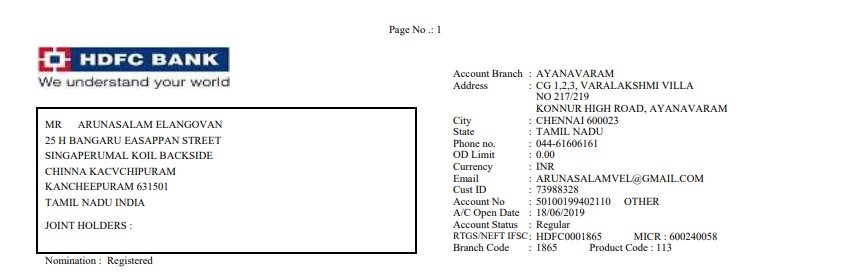 Page No .: 1
HDFC BANK
We understand your world
MR ARUNASALAM ELANGOVAN
25 H BANGARU EASAPPAN STREET
SINGAPERUMAL KOIL BACKSIDE
CHINNA KACVCHIPURAM
KANCHEEPURAM 631501
TAMIL NADU INDIA
JOINT HOLDERS :
Nomination : Registered
Account Branch : AYANAVARAM
Address : CG 1,2,3, VARALAKSHMI VILLA
NO 217/219
KONNUR HIGH ROAD, AYANAVARAM
City : CHENNAI 600023
State : TAMIL NADU
Phone no. : 044-61606161
OD Limit : 0.00
Currency : INR
Email : ARUNASALAMVEL@GMAIL.COM
Cust ID : 73988328
Account No : 50100199402110 OTHER
A/C Open Date : 18/06/2019
Account Status : Regular
RTGS/NEFT IFSC : HDFC0001865 MICR : 600240058
Branch Code : 1865 Product Code : 113